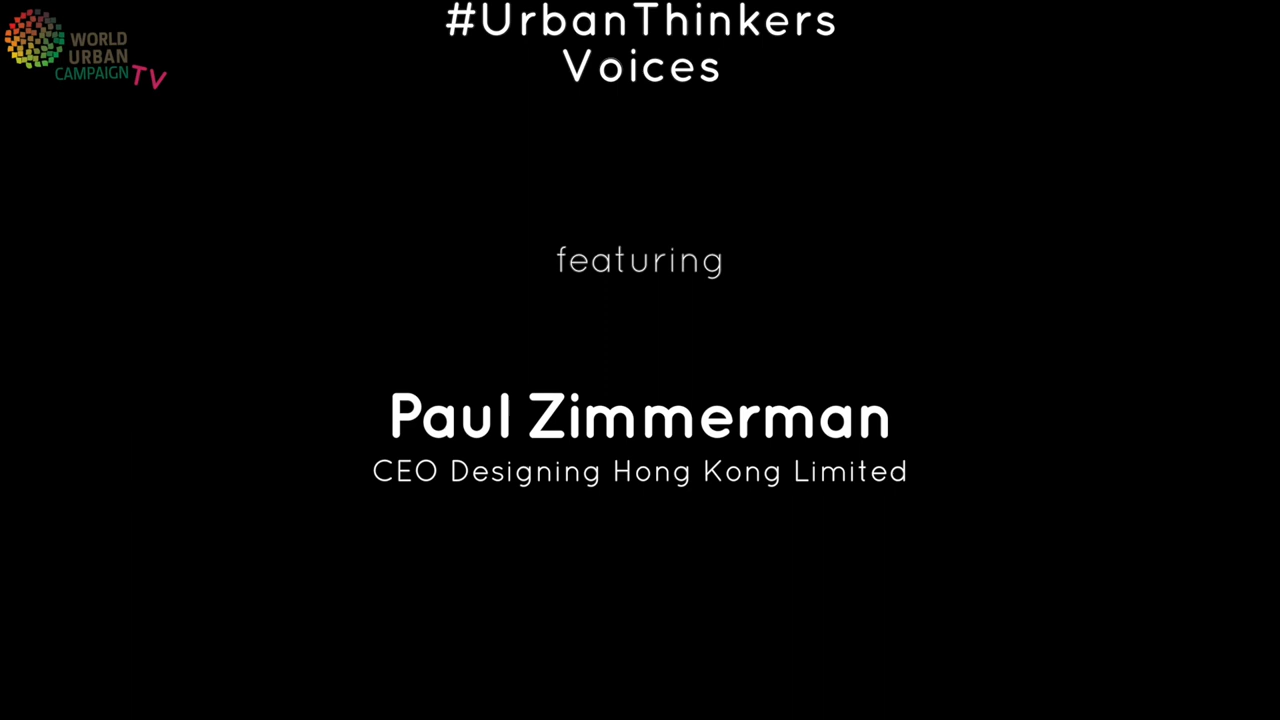 WORLD
URBAN
CAMPAIGN TV
#UrbanThinkers
Voices
featuring
Paul Zimmerman
CEO Designing Hong Kong Limited